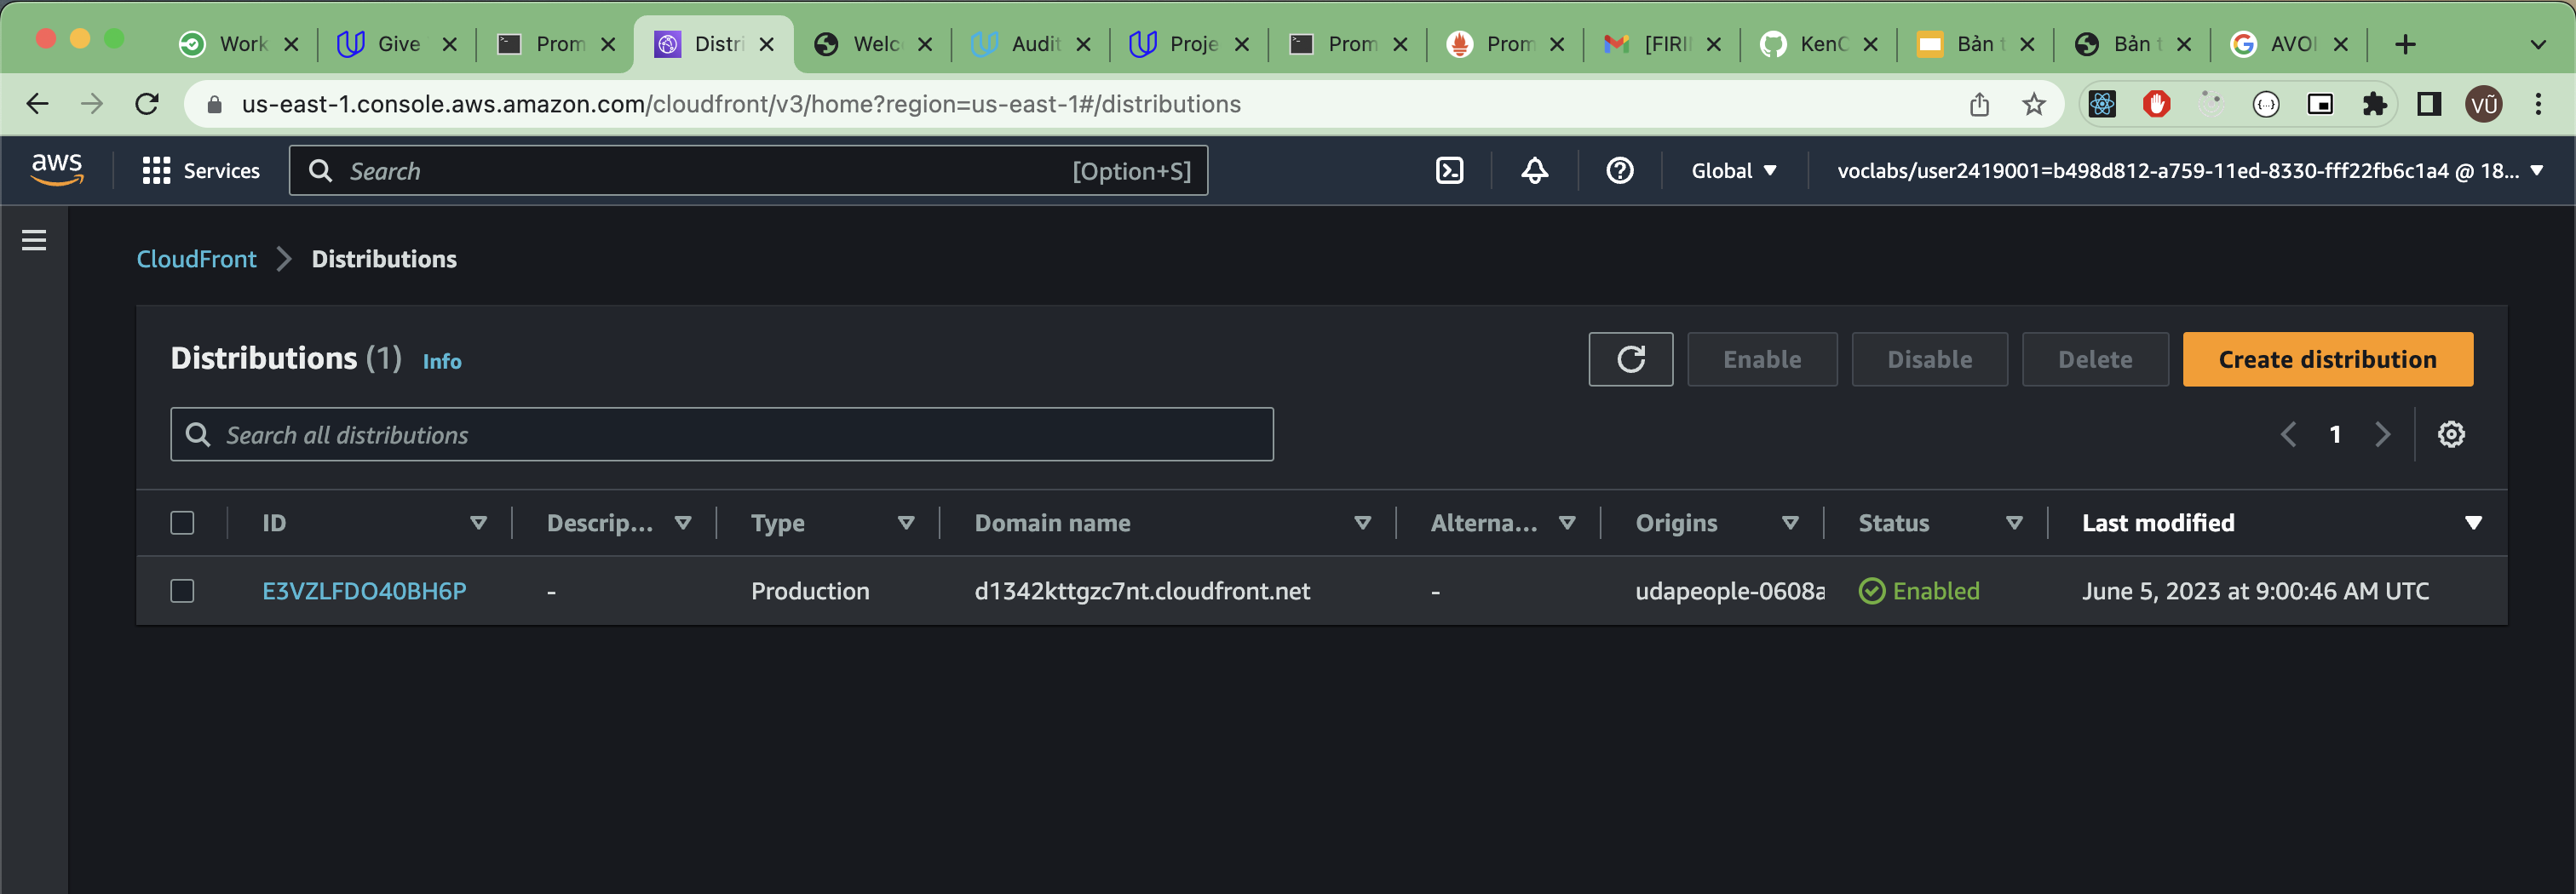 Work Give Prom Distri Welc Audit Proje Prom Prom [FIRI KenC Bản t Bản t AVOI
us-east-1.console.aws.amazon.com/cloudfront/v3/home?region=us-east-1#/distributions VŨ
aws Services Search [Option+S] Global voclabs/user2419001=b498d812-a759-11ed-8330-fff22fb6c1a4 @ 18...
CloudFront Distributions
Distributions (1) Info Enable Disable Delete Create distribution
Search all distributions 1
ID Descrip... Type Domain name Alterna... Origins Status Last modified
E3VZLFDO40BH6P - Production d1342kttgzc7nt.cloudfront.net - udapeople-0608a Enabled June 5, 2023 at 9:00:46 AM UTC